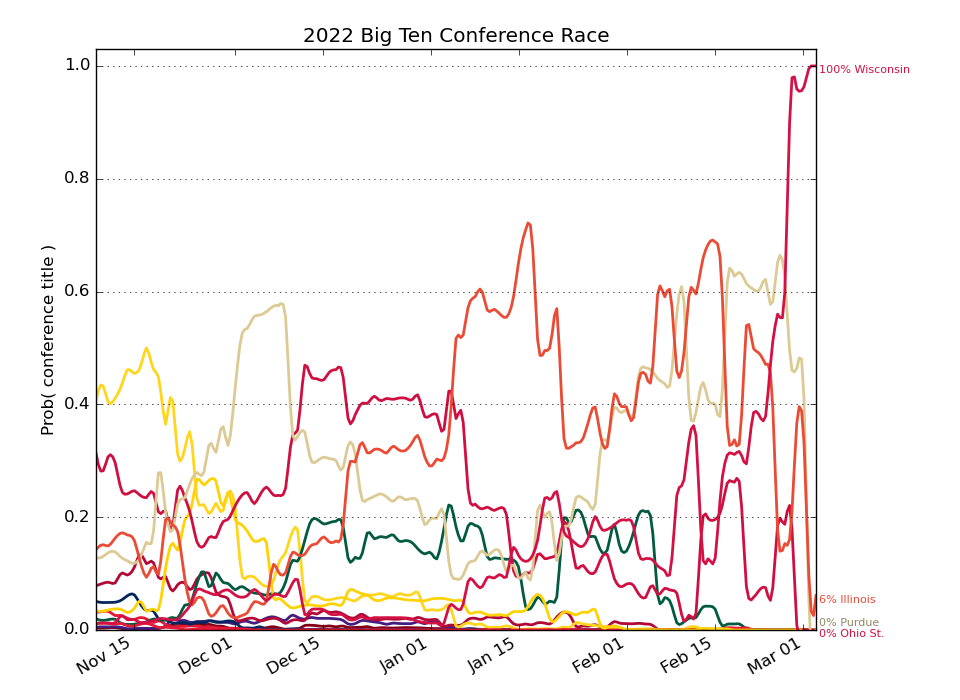 2022 Big Ten Conference Race
Prob( conference title )
1.0
0.8
0.6
0.4
0.2
0.0
100% Wisconsin
6% Illinois
0% Purdue
0% Ohio St.
Nov 15
Dec 01
Dec 15
Jan 01
Jan 15
Feb 01
Feb 15
Mar 01